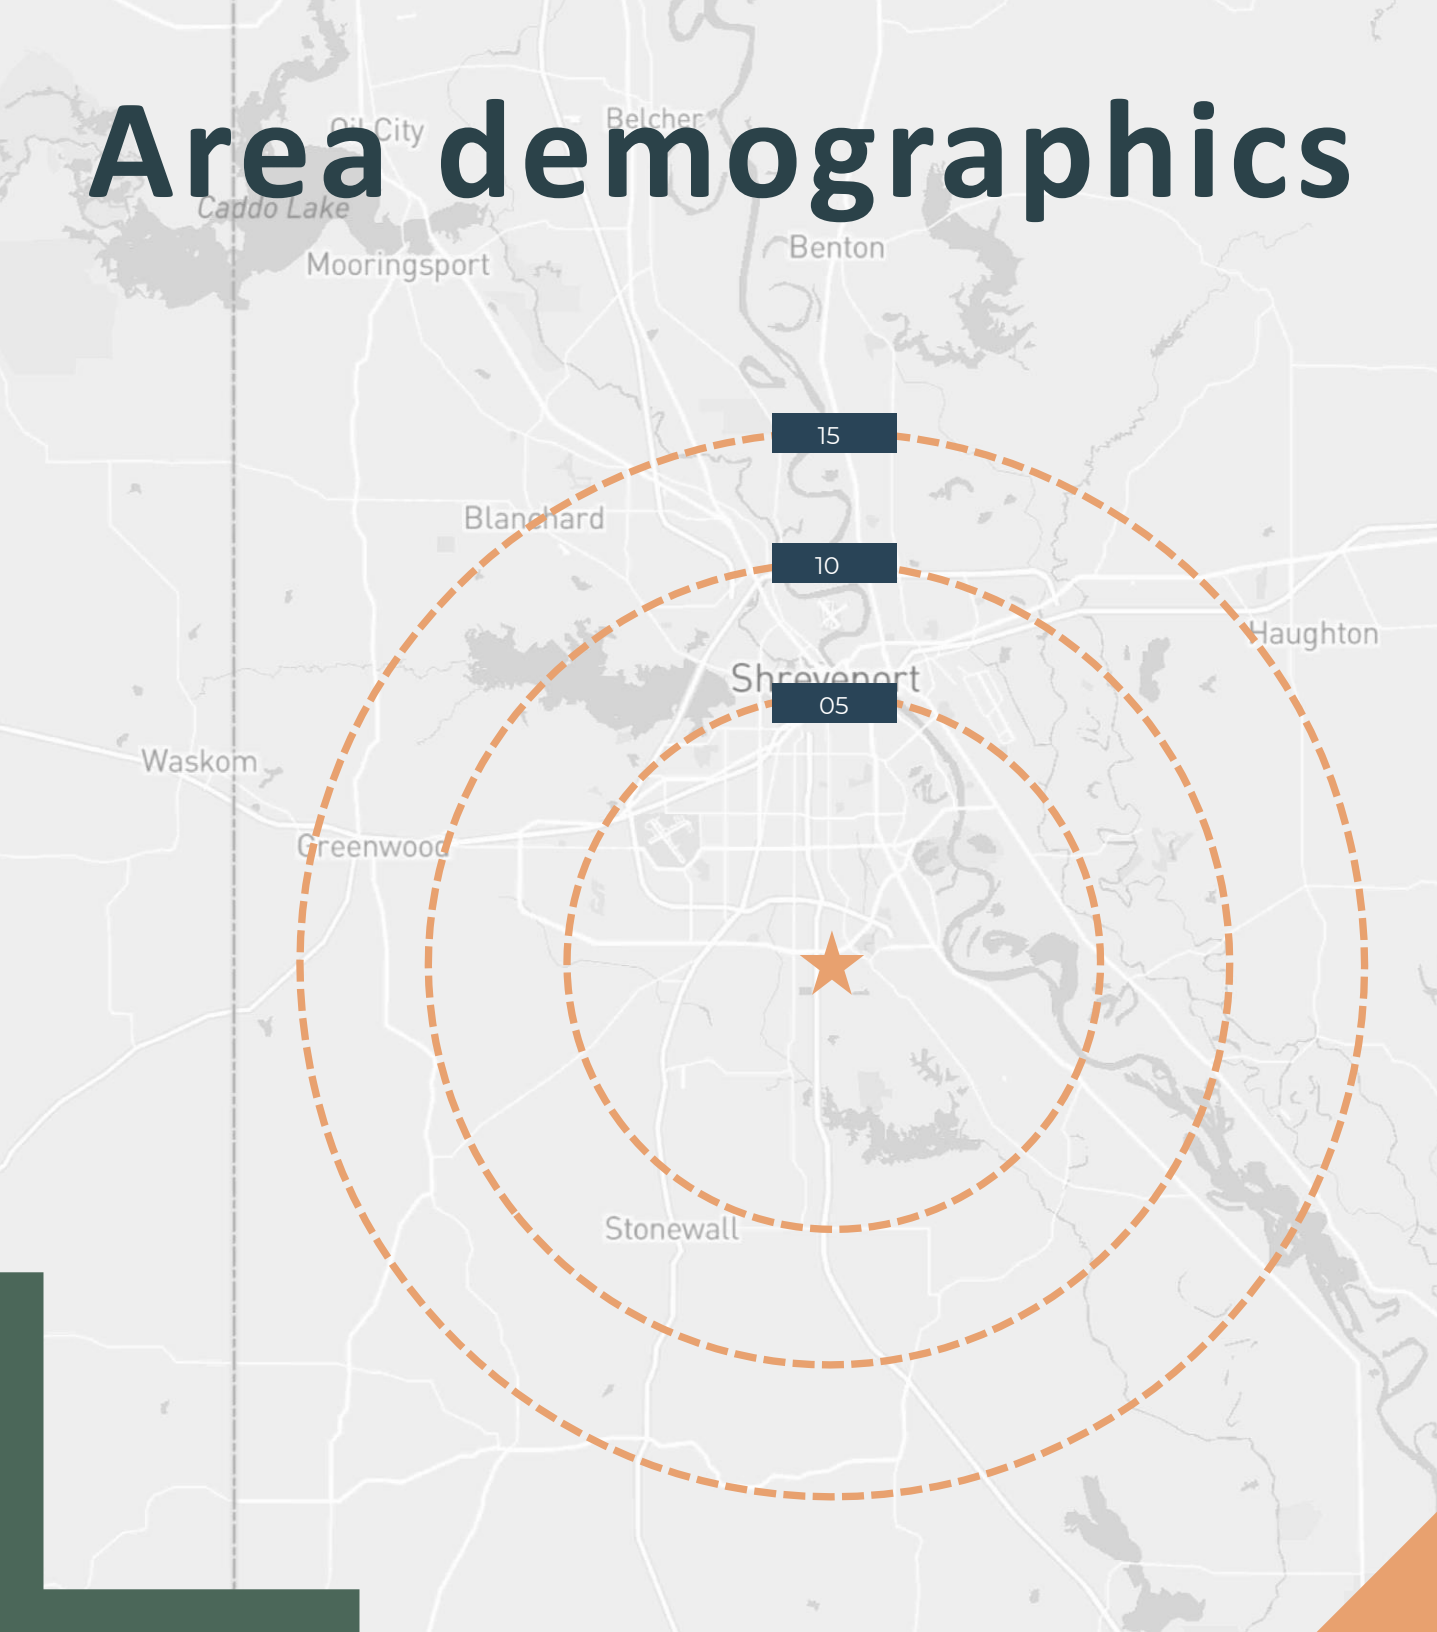 Area demographics
Oil City
Belcher
Caddo Lake
Benton
Mooringsport
15
Blanchard
10
Haughton
Shreveport
05
Waskom
Greenwood
Stonewall